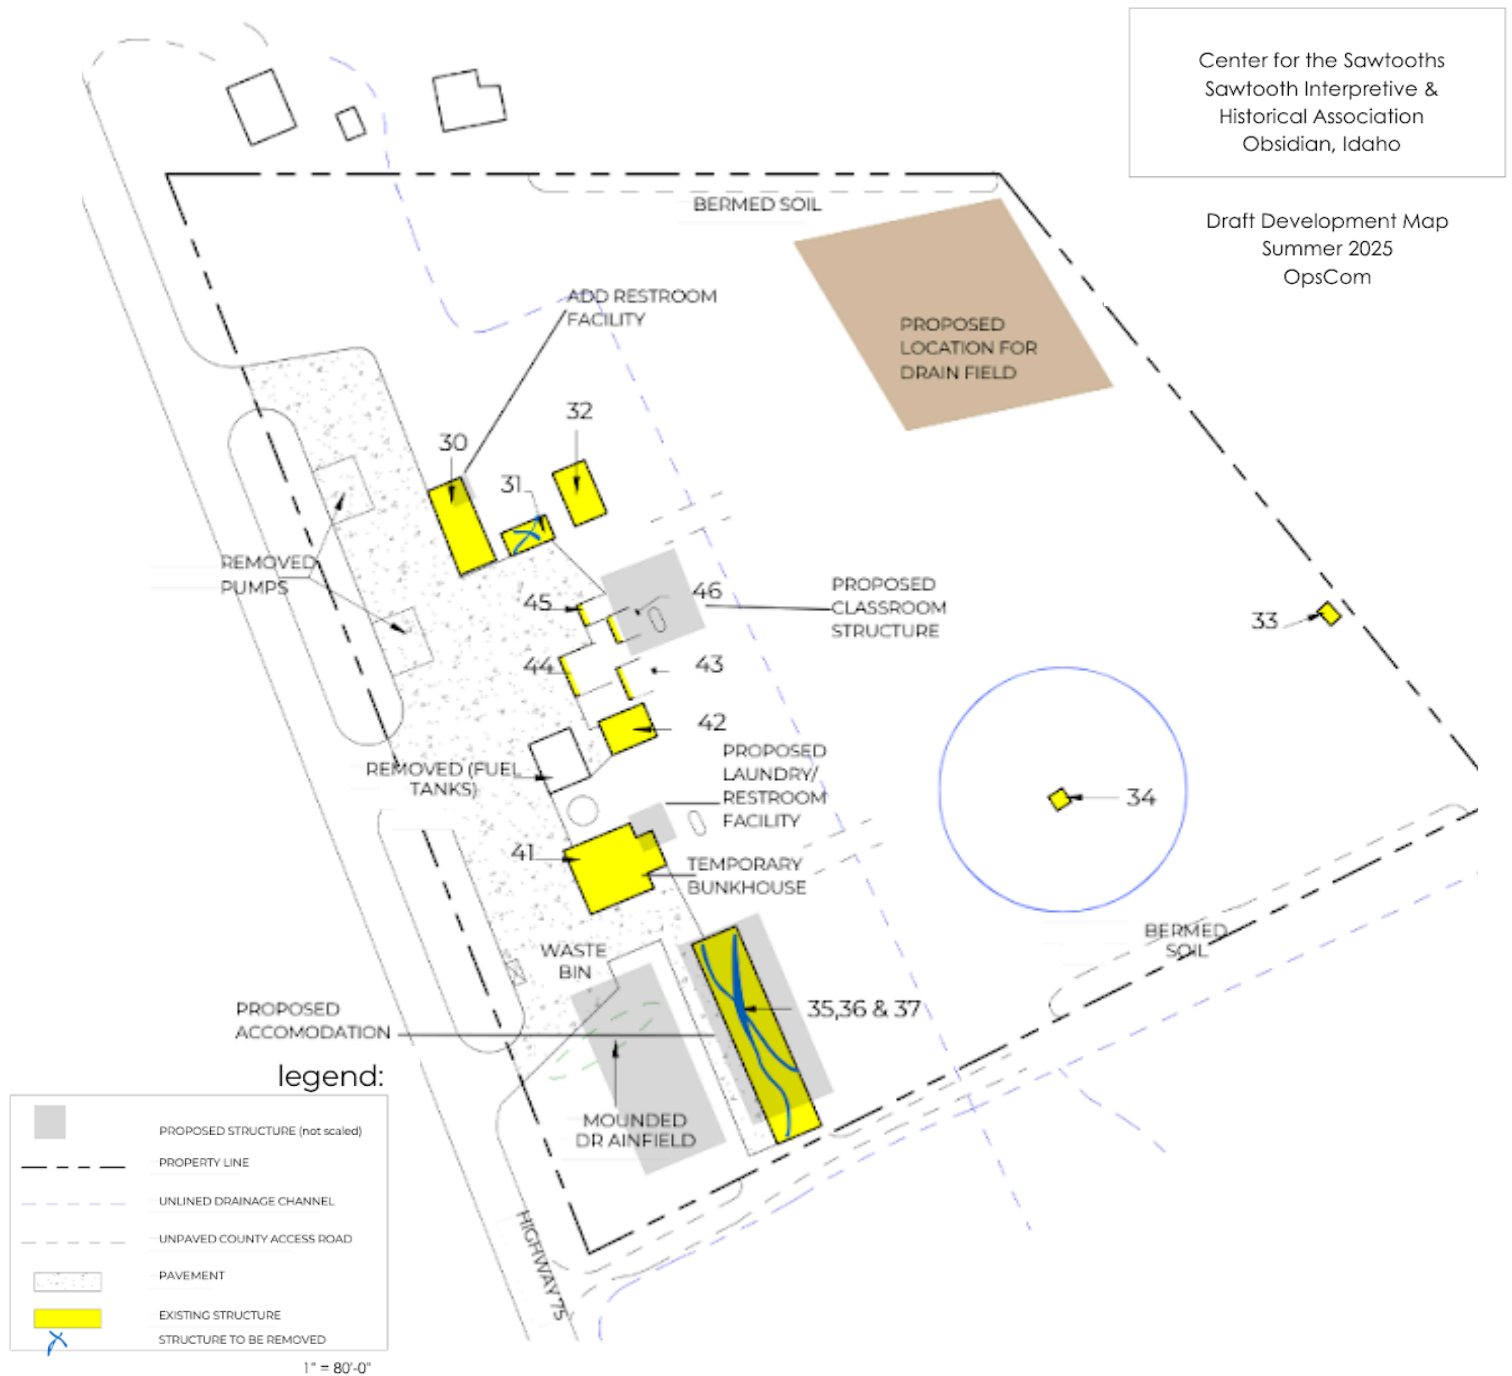 Center for the Sawtooths
Sawtooth Interpretive &
Historical Association
Obsidian, Idaho
Draft Development Map
Summer 2025
OpsCom
BERMED SOIL
ADD RESTROOM
FACILITY
PROPOSED
LOCATION FOR
DRAIN FIELD
30
32
31
REMOVED
PUMPS
45
46
PROPOSED
CLASSROOM
STRUCTURE
33
44
43
42
REMOVED (FUEL
TANKS)
PROPOSED
LAUNDRY/
RESTROOM
FACILITY
34
41
TEMPORARY
BUNKHOUSE
WASTE
BIN
BERMED
SOIL
PROPOSED
ACCOMODATION
35,36 & 37
MOUNDED
DR AINFIELD
HIGHWAY 75
legend:
PROPOSED STRUCTURE (not scaled)
PROPERTY LINE
UNLINED DRAINAGE CHANNEL
UNPAVED COUNTY ACCESS ROAD
PAVEMENT
EXISTING STRUCTURE
STRUCTURE TO BE REMOVED
1" = 80'-0"